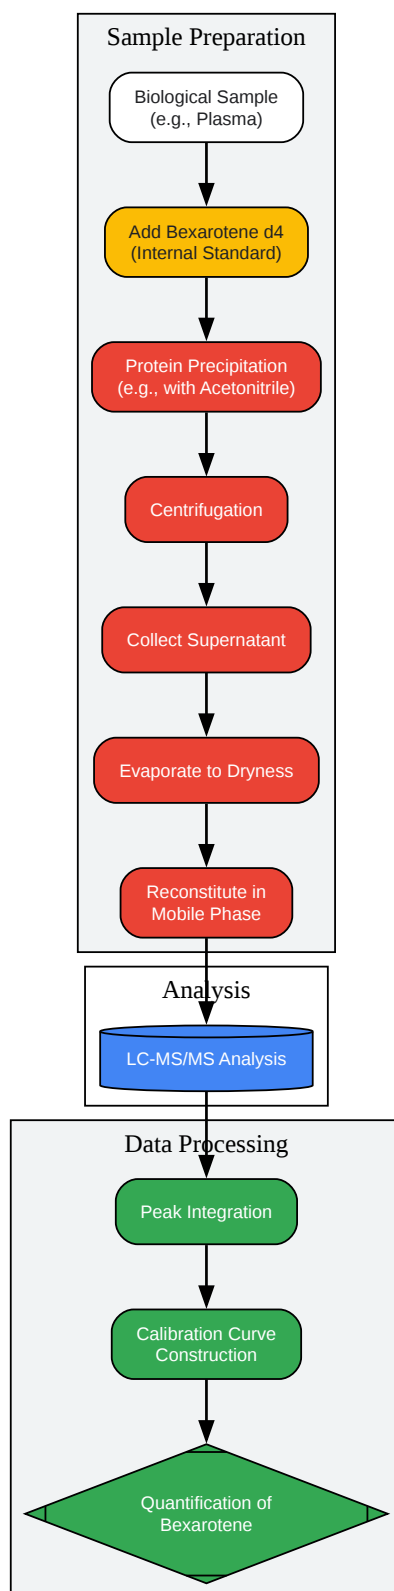 Sample Preparation
Biological Sample
(e.g., Plasma)
Add Bexarotene d4
(Internal Standard)
Protein Precipitation
(e.g., with Acetonitrile)
Centrifugation
Collect Supernatant
Evaporate to Dryness
Reconstitute in
Mobile Phase
Analysis
LC-MS/MS Analysis
Data Processing
Peak Integration
Calibration Curve
Construction
Quantification of
Bexarotene